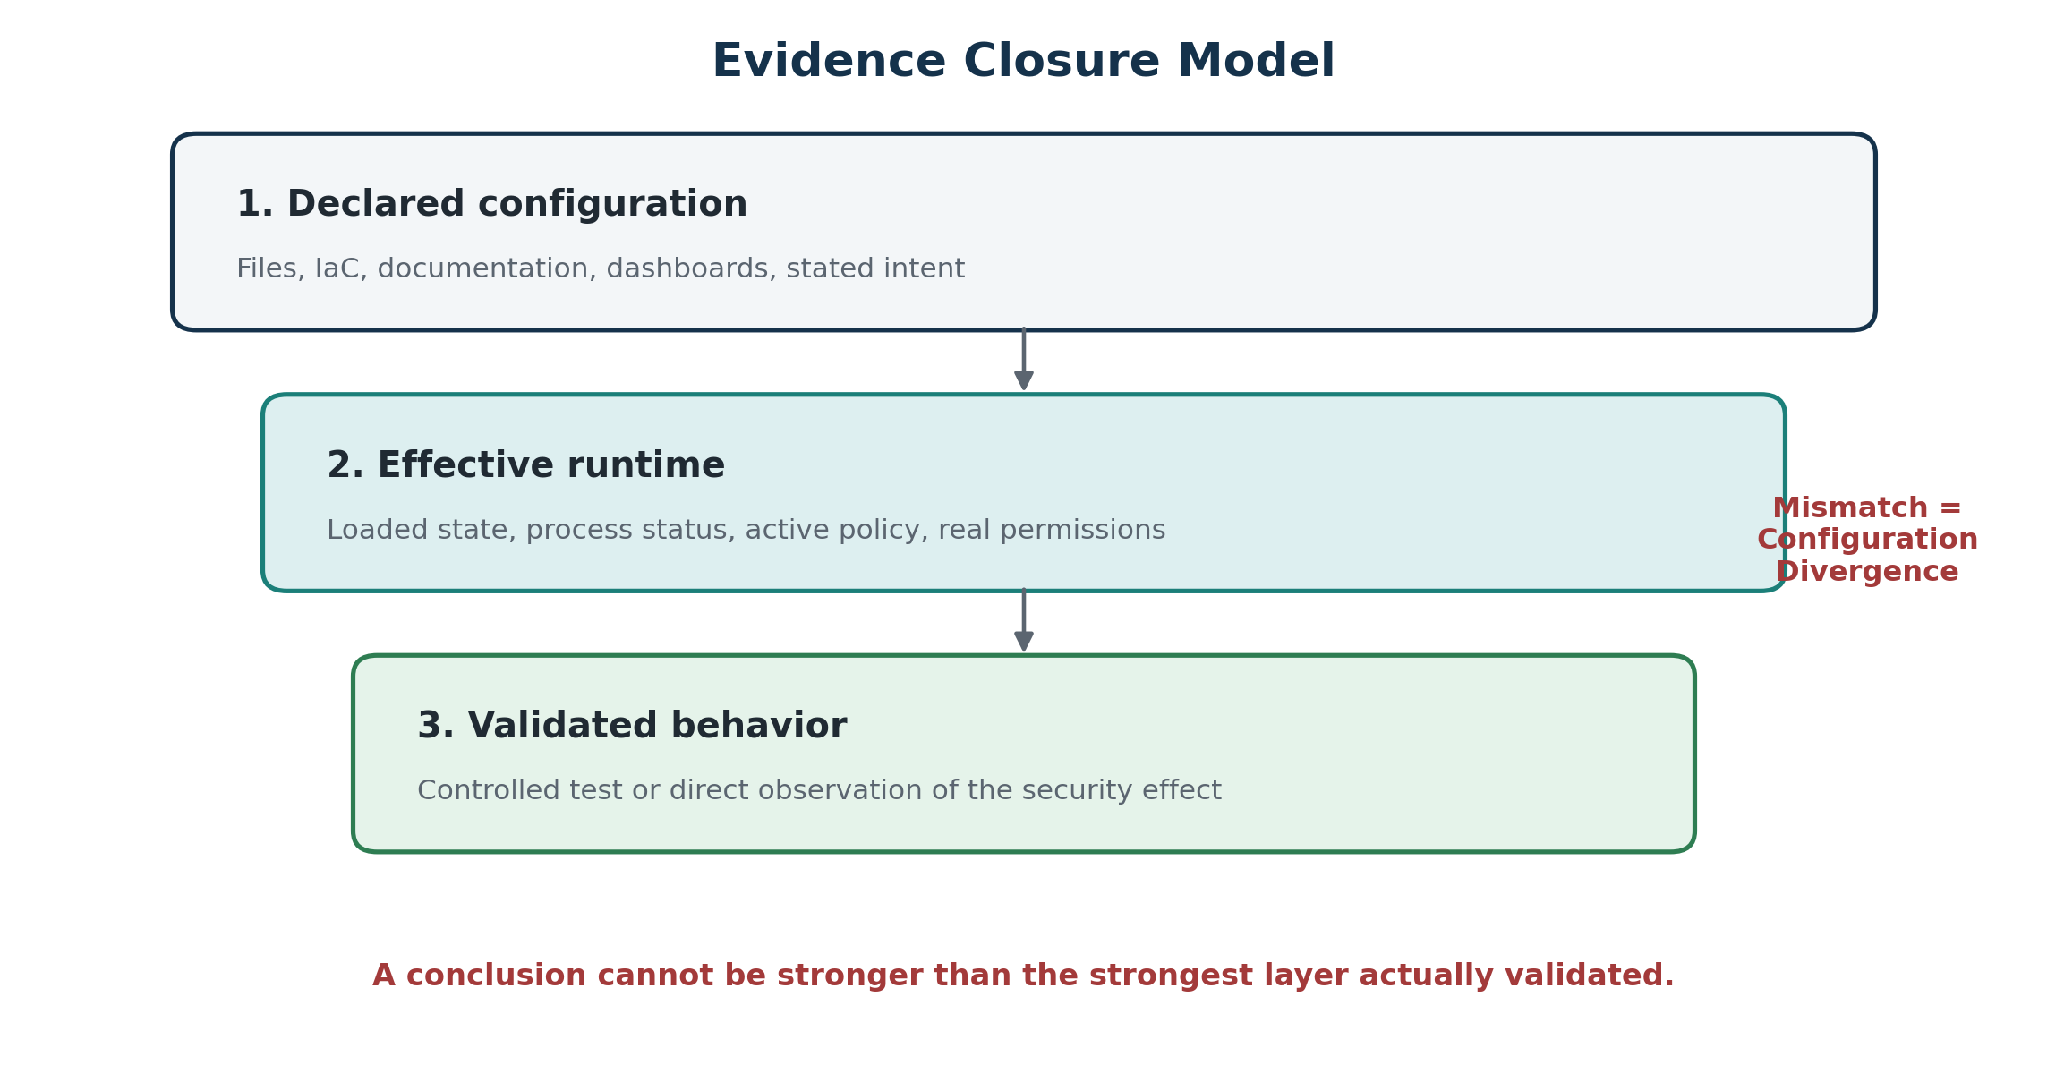 Evidence Closure Model
1. Declared configuration
Files, IaC, documentation, dashboards, stated intent
2. Effective runtime
Loaded state, process status, active policy, real permissions
Mismatch =
Configuration
Divergence
3. Validated behavior
Controlled test or direct observation of the security effect
A conclusion cannot be stronger than the strongest layer actually validated.